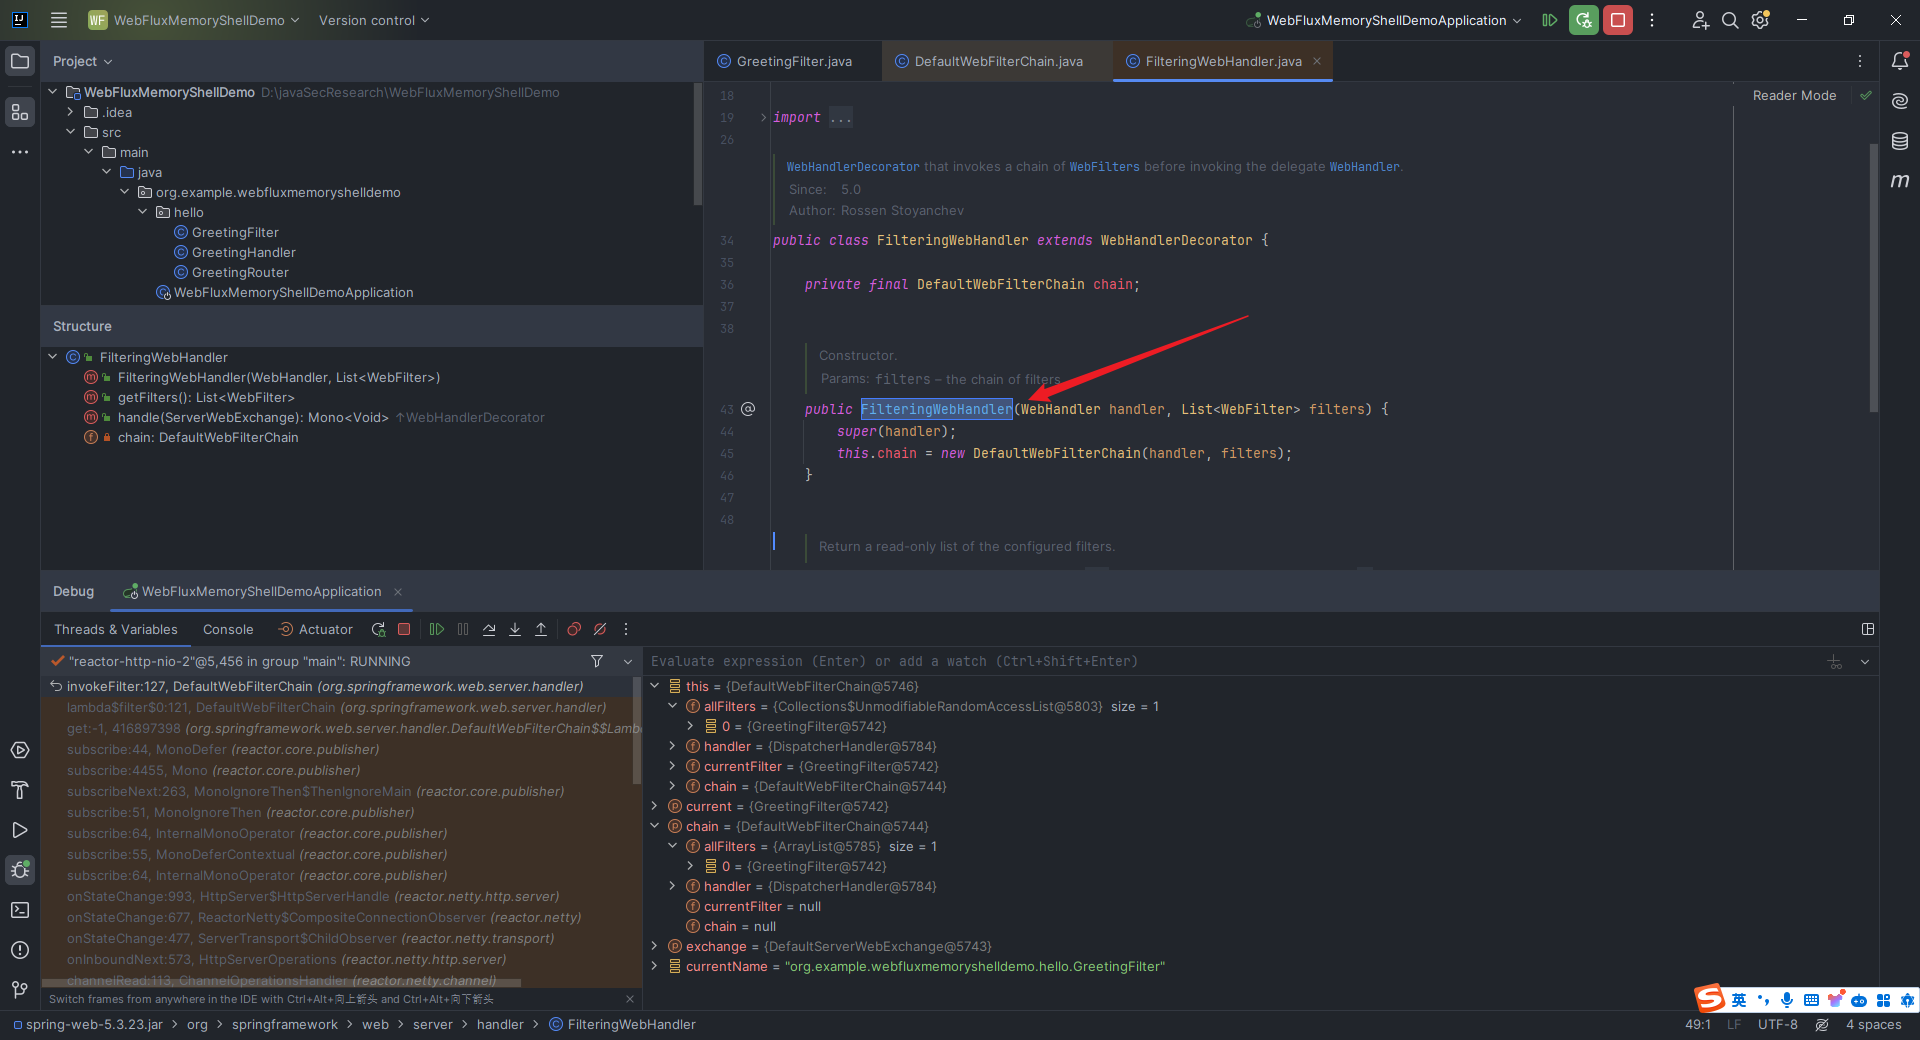 WF WebFluxMemoryShellDemo Version control WebFluxMemoryShellDemoApplication
Project
WebFluxMemoryShellDemo D:\javaSecResearch\WebFluxMemoryShellDemo
.idea
src
main
java
org.example.webfluxmemoryshelldemo
hello
GreetingFilter
GreetingHandler
GreetingRouter
WebFluxMemoryShellDemoApplication
Structure
FilteringWebHandler
FilteringWebHandler(WebHandler, List<WebFilter>)
getFilters(): List<WebFilter>
handle(ServerWebExchange): Mono<Void> ↑WebHandlerDecorator
chain: DefaultWebFilterChain
GreetingFilter.java DefaultWebFilterChain.java FilteringWebHandler.java
Reader Mode
18
19 import ...
26
WebHandlerDecorator that invokes a chain of WebFilters before invoking the delegate WebHandler.
Since: 5.0
Author: Rossen Stoyanchev
34 public class FilteringWebHandler extends WebHandlerDecorator {
35
36 private final DefaultWebFilterChain chain;
37
38
Constructor.
Params: filters – the chain of filters
43 @ public FilteringWebHandler(WebHandler handler, List<WebFilter> filters) {
44 super(handler);
45 this.chain = new DefaultWebFilterChain(handler, filters);
46 }
47
48
Return a read-only list of the configured filters.
Debug WebFluxMemoryShellDemoApplication
Threads & Variables Console Actuator
"reactor-http-nio-2"@5,456 in group "main": RUNNING
invokeFilter:127, DefaultWebFilterChain (org.springframework.web.server.handler)
lambda$filter$0:121, DefaultWebFilterChain (org.springframework.web.server.handler)
get:-1, 416897398 (org.springframework.web.server.handler.DefaultWebFilterChain$$Lamb
subscribe:44, MonoDefer (reactor.core.publisher)
subscribe:4455, Mono (reactor.core.publisher)
subscribeNext:263, MonoIgnoreThen$ThenIgnoreMain (reactor.core.publisher)
subscribe:51, MonoIgnoreThen (reactor.core.publisher)
subscribe:64, InternalMonoOperator (reactor.core.publisher)
subscribe:55, MonoDeferContextual (reactor.core.publisher)
subscribe:64, InternalMonoOperator (reactor.core.publisher)
onStateChange:993, HttpServer$HttpServerHandle (reactor.netty.http.server)
onStateChange:677, ReactorNetty$CompositeConnectionObserver (reactor.netty)
onStateChange:477, ServerTransport$ChildObserver (reactor.netty.transport)
onInboundNext:573, HttpServerOperations (reactor.netty.http.server)
channelRead:113, ChannelOperationsHandler (reactor.netty.channel)
Switch frames from anywhere in the IDE with Ctrl+Alt+向上箭头 and Ctrl+Alt+向下箭头
Evaluate expression (Enter) or add a watch (Ctrl+Shift+Enter)
this = {DefaultWebFilterChain@5746}
allFilters = {Collections$UnmodifiableRandomAccessList@5803} size = 1
0 = {GreetingFilter@5742}
handler = {DispatcherHandler@5784}
currentFilter = {GreetingFilter@5742}
chain = {DefaultWebFilterChain@5744}
current = {GreetingFilter@5742}
chain = {DefaultWebFilterChain@5744}
allFilters = {ArrayList@5785} size = 1
0 = {GreetingFilter@5742}
handler = {DispatcherHandler@5784}
currentFilter = null
chain = null
exchange = {DefaultServerWebExchange@5743}
currentName = "org.example.webfluxmemoryshelldemo.hello.GreetingFilter"
英
spring-web-5.3.23.jar > org > springframework > web > server > handler > FilteringWebHandler
49:1 LF UTF-8 4 spaces